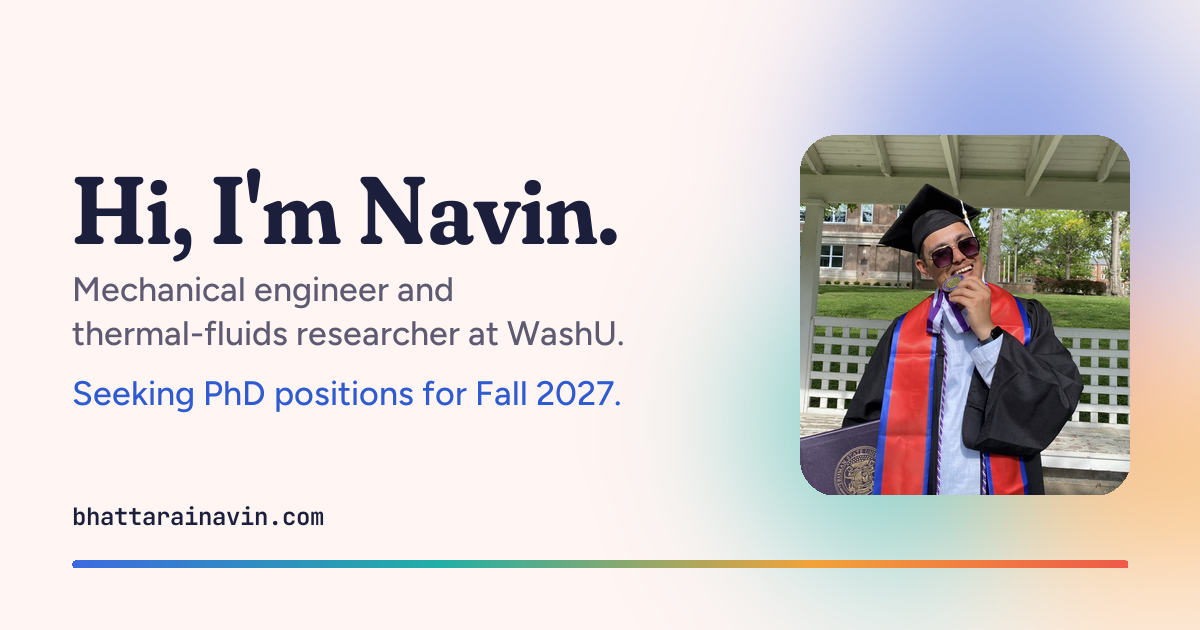 Hi, I'm Navin.
Mechanical engineer and
thermal-fluids researcher at WashU.
Seeking PhD positions for Fall 2027.
bhattarainavin.com